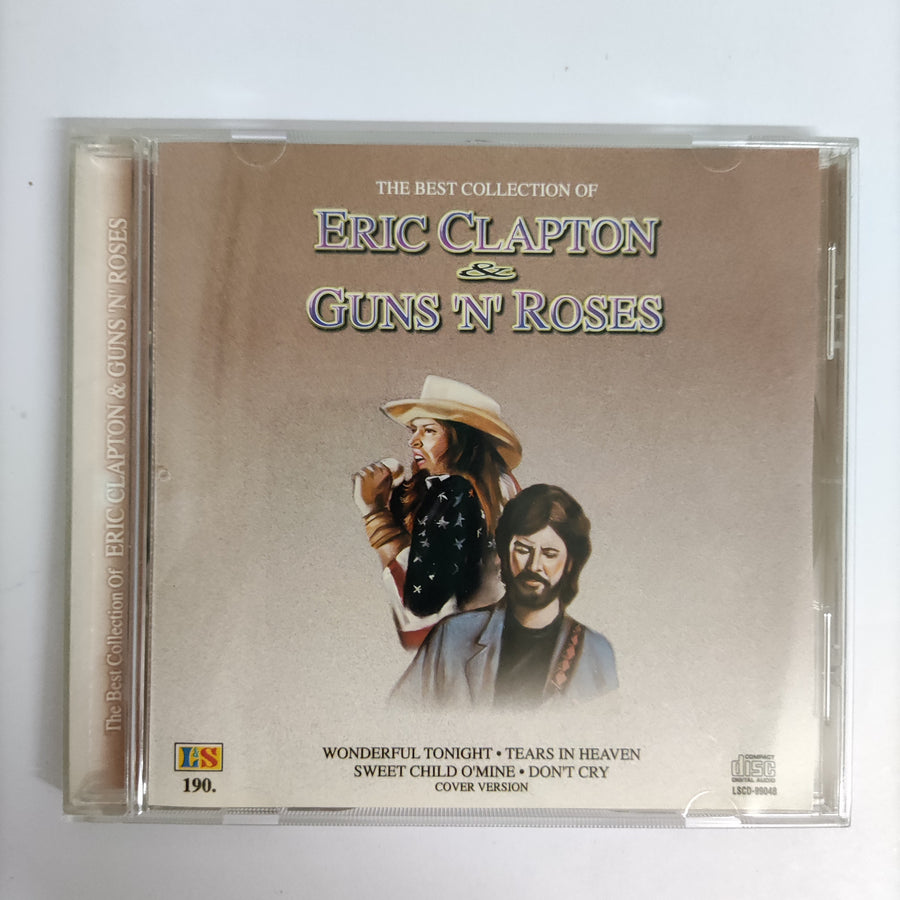 The Best Collection Of ERIC CLAPTON & GUNS 'N' ROSES
THE BEST COLLECTION OF
ERIC CLAPTON
&
GUNS 'N' ROSES
WONDERFUL TONIGHT • TEARS IN HEAVEN
SWEET CHILD O'MINE • DON'T CRY
COVER VERSION
L&S
190.
COMPACT
disc
DIGITAL AUDIO
LSCD-99048